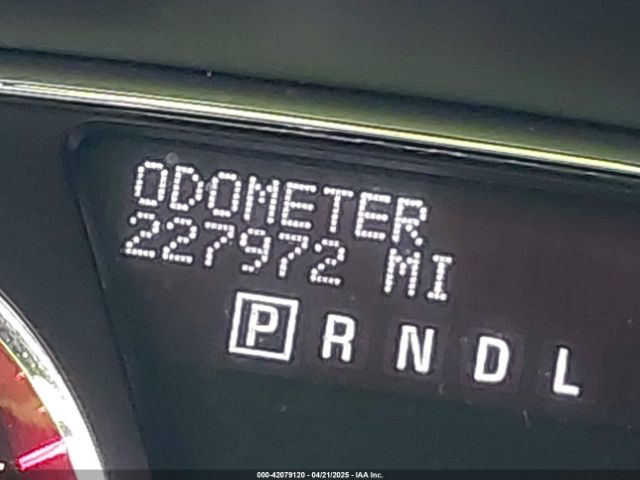 ODOMETER
227972 MI
P R N D L
000-42079120 - 04/21/2025 - IAA Inc.